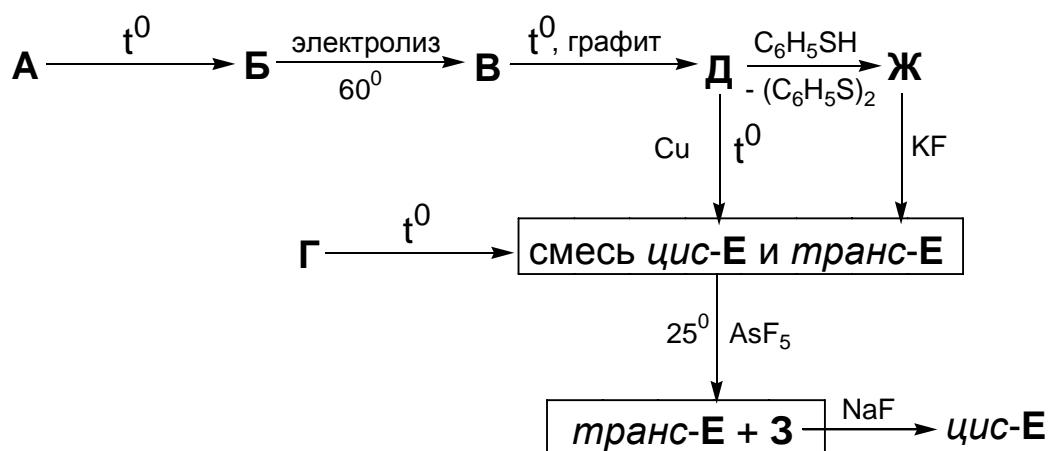 А t⁰ Б электролиз 60⁰ В t⁰, графит Д C₆H₅SH - (C₆H₅S)₂ Ж
Cu t⁰ KF
Г t⁰ смесь цис-Е и транс-Е
25⁰ AsF₅
транс-Е + З NaF цис-Е